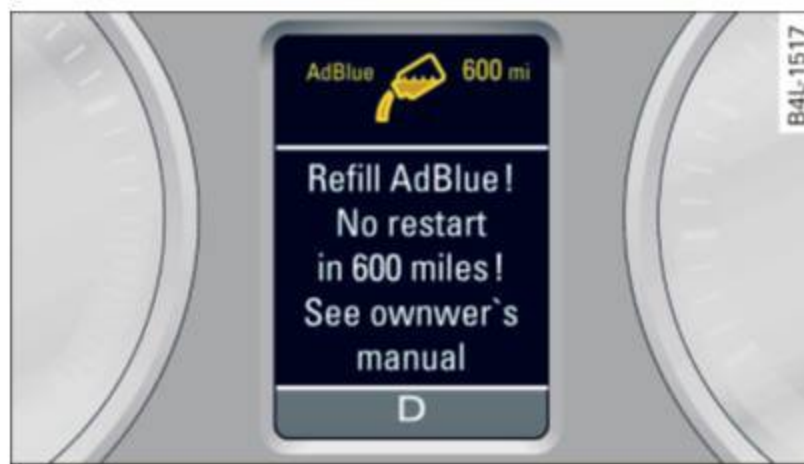 AdBlue 600 mi
Refill AdBlue!
No restart
in 600 miles!
See ownwer`s
manual
D
B4L-1517